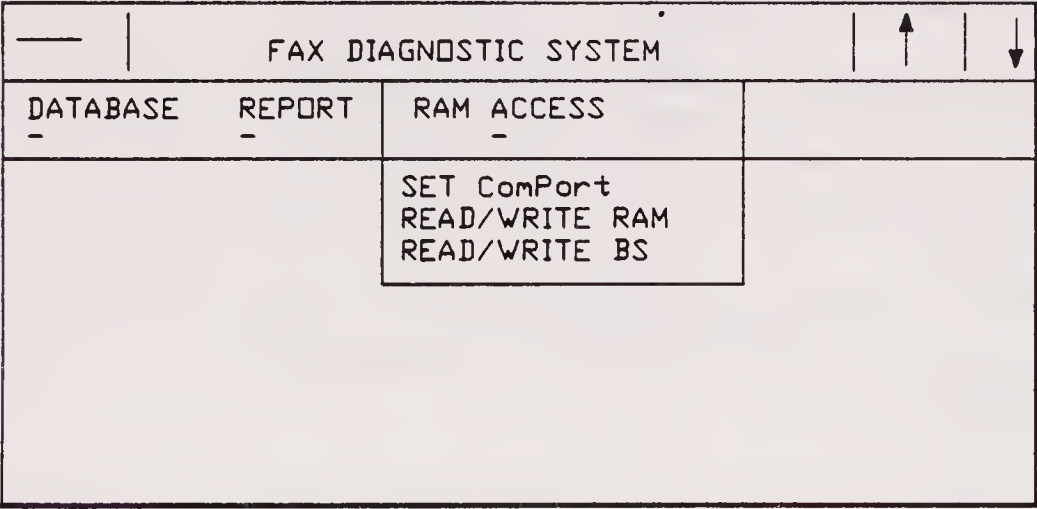 FAX DIAGNOSTIC SYSTEM
DATABASE REPORT RAM ACCESS
SET ComPort
READ/WRITE RAM
READ/WRITE BS